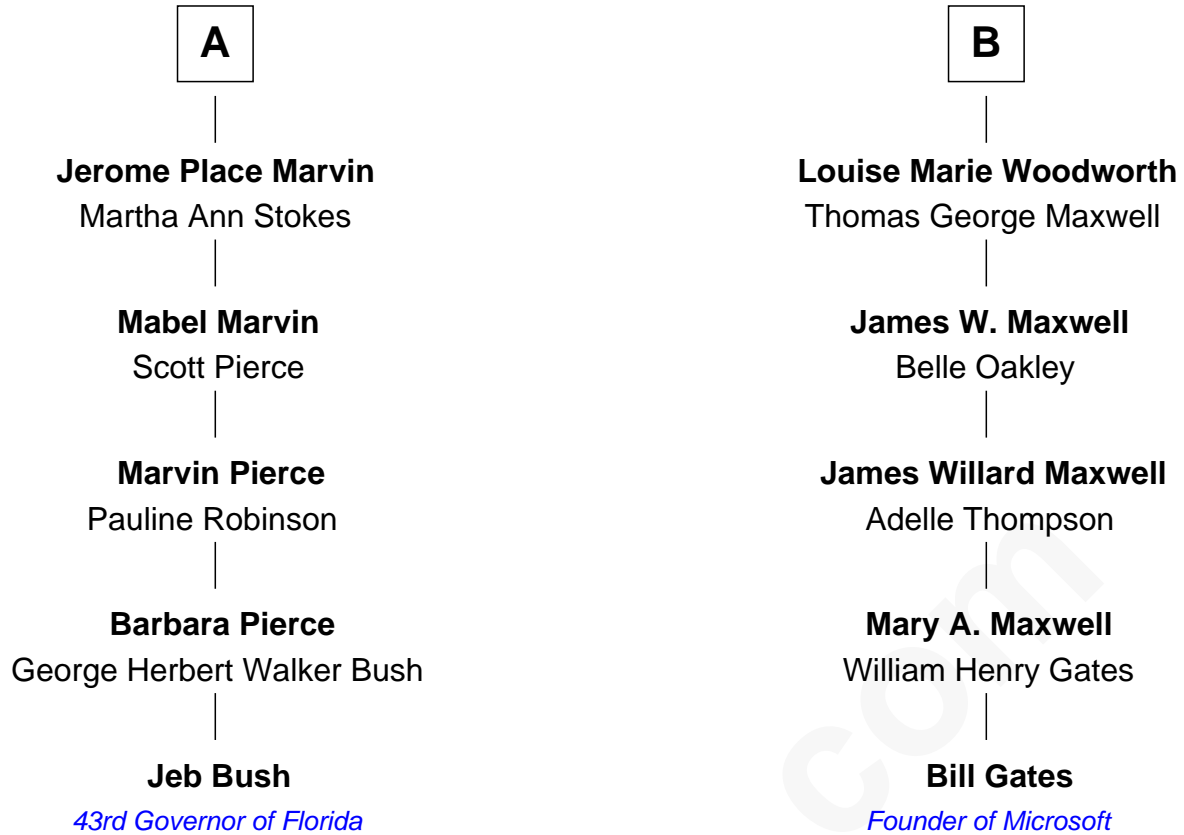 A
Jerome Place Marvin
Martha Ann Stokes
Mabel Marvin
Scott Pierce
Marvin Pierce
Pauline Robinson
Barbara Pierce
George Herbert Walker Bush
Jeb Bush
43rd Governor of Florida
B
Louise Marie Woodworth
Thomas George Maxwell
James W. Maxwell
Belle Oakley
James Willard Maxwell
Adelle Thompson
Mary A. Maxwell
William Henry Gates
Bill Gates
Founder of Microsoft
com